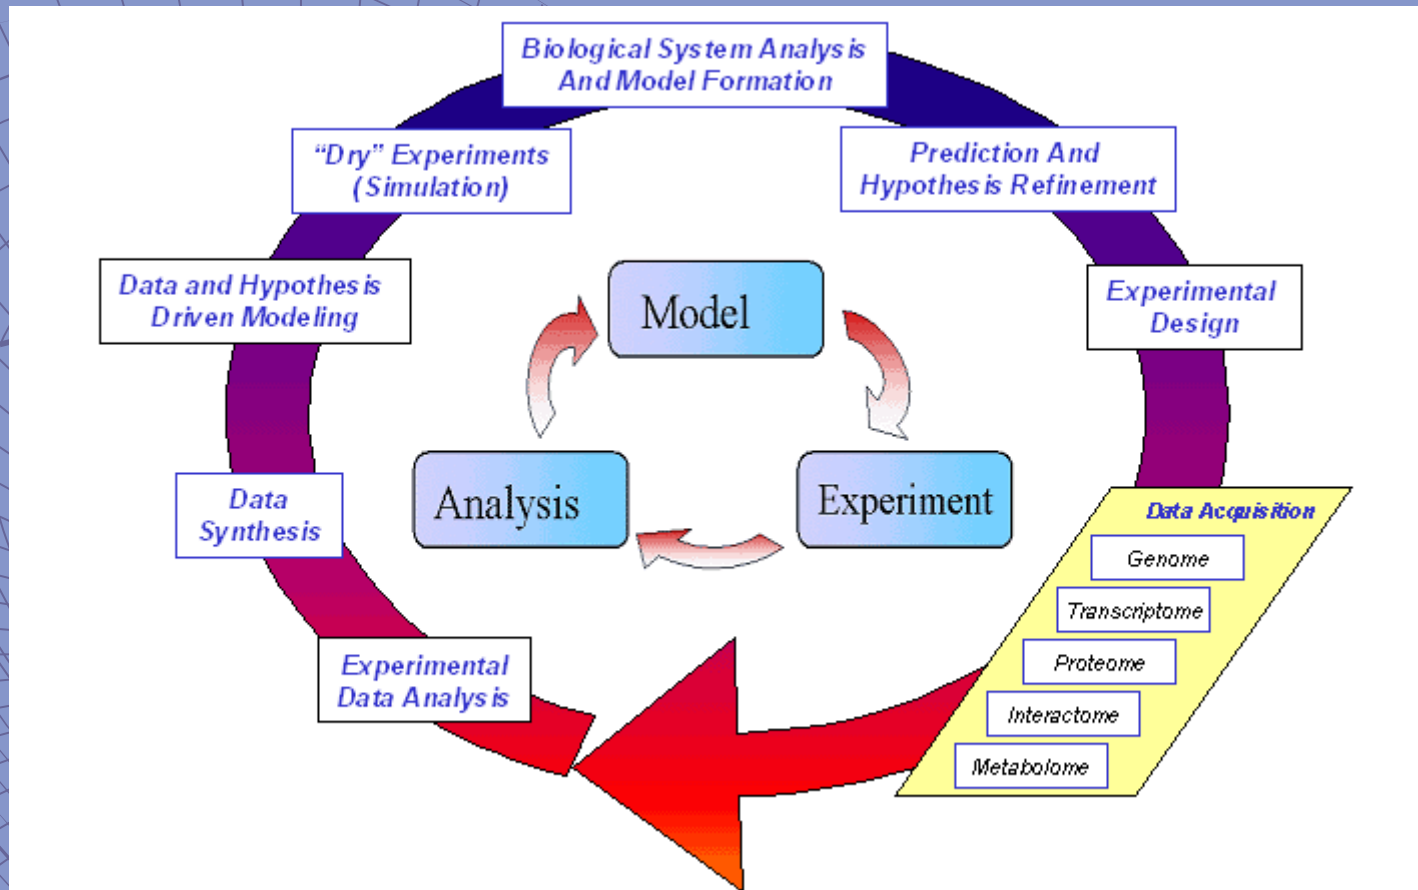 Biological System Analysis
And Model Formation
“Dry” Experiments
(Simulation)
Prediction And
Hypothesis Refinement
Data and Hypothesis
Driven Modeling
Experimental
Design
Model
Analysis
Experiment
Data
Synthesis
Data Acquisition
Genome
Transcriptome
Proteome
Interactome
Metabolome
Experimental
Data Analysis